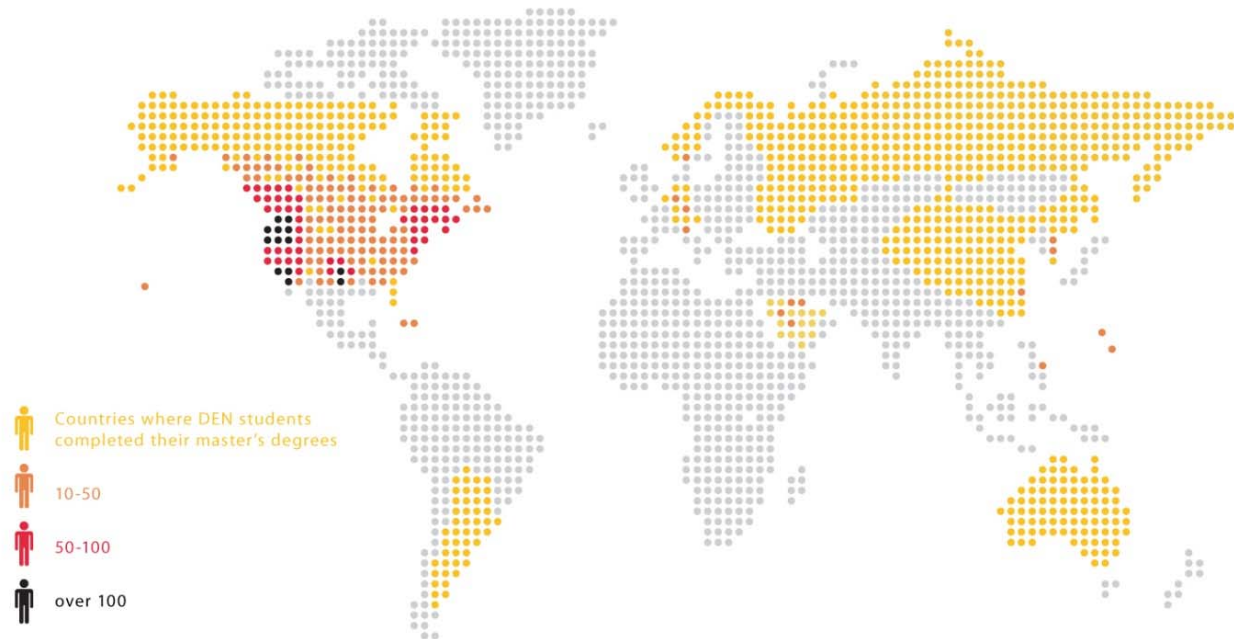 Countries where DEN students
completed their master's degrees
10-50
50-100
over 100